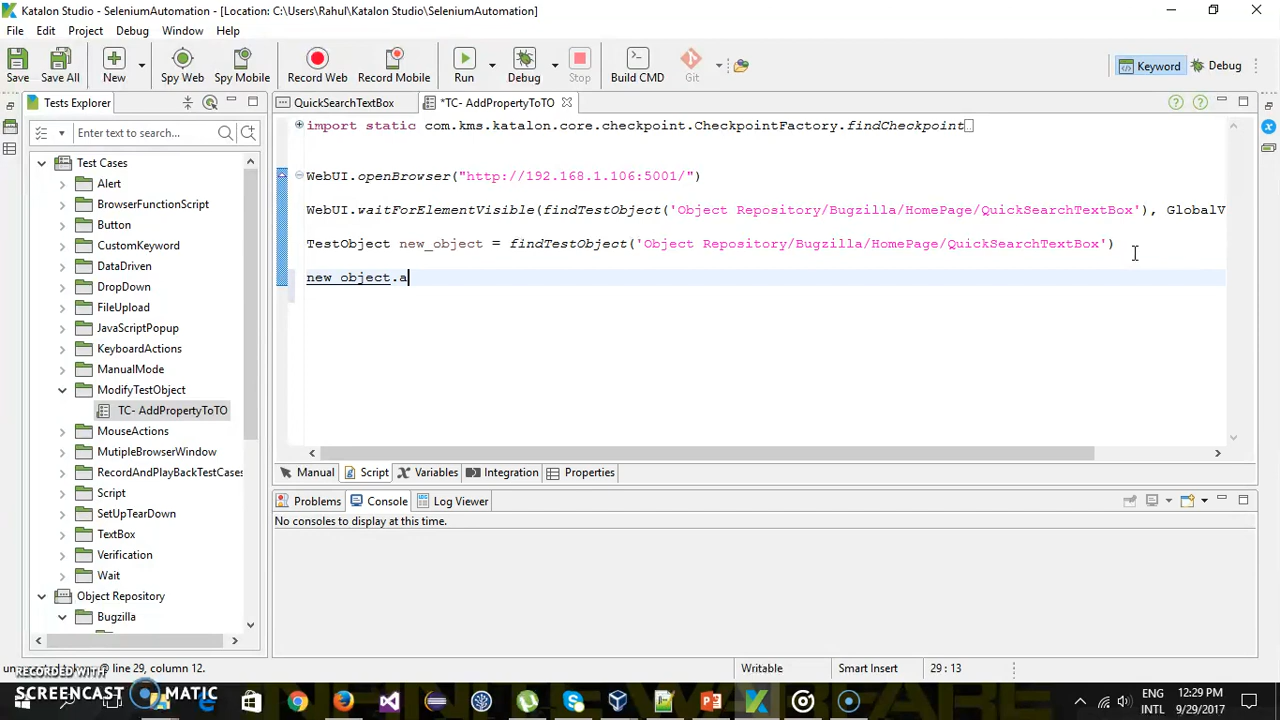 Katalon Studio - SeleniumAutomation - [Location: C:\Users\Rahul\Katalon Studio\SeleniumAutomation]
File Edit Project Debug Window Help
Save Save All New Spy Web Spy Mobile Record Web Record Mobile Run Debug Stop Build CMD Git Keyword Debug
Tests Explorer
QuickSearchTextBox *TC- AddPropertyToTO
Enter text to search...
Test Cases
Alert
BrowserFunctionScript
Button
CustomKeyword
DataDriven
DropDown
FileUpload
JavaScriptPopup
KeyboardActions
ManualMode
ModifyTestObject
TC- AddPropertyToTO
MouseActions
MutipleBrowserWindow
RecordAndPlayBackTestCases
Script
SetUpTearDown
TextBox
Verification
Wait
Object Repository
Bugzilla
import static com.kms.katalon.core.checkpoint.CheckpointFactory.findCheckpoint
WebUI.openBrowser("http://192.168.1.106:5001/")
WebUI.waitForElementVisible(findTestObject('Object Repository/Bugzilla/HomePage/QuickSearchTextBox'), GlobalV
TestObject new_object = findTestObject('Object Repository/Bugzilla/HomePage/QuickSearchTextBox')
new_object.a
Manual Script Variables Integration Properties
Problems Console Log Viewer
No consoles to display at this time.
@ line 29, column 12.
Writable Smart Insert 29 : 13
RECORDED WITH
SCREENCAST MATIC
ENG 12:29 PM
INTL 9/29/2017